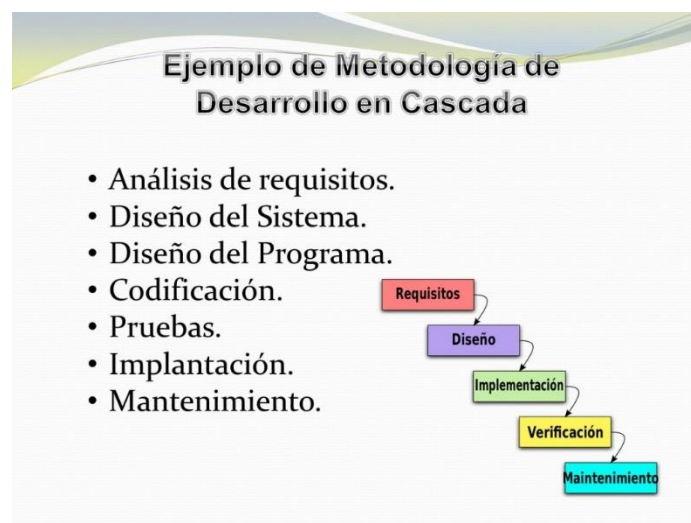 Ejemplo de Metodología de
Desarrollo en Cascada
• Análisis de requisitos.
• Diseño del Sistema.
• Diseño del Programa.
• Codificación.
• Pruebas.
• Implantación.
• Mantenimiento.
Requisitos
Diseño
Implementación
Verificación
Maintenimiento